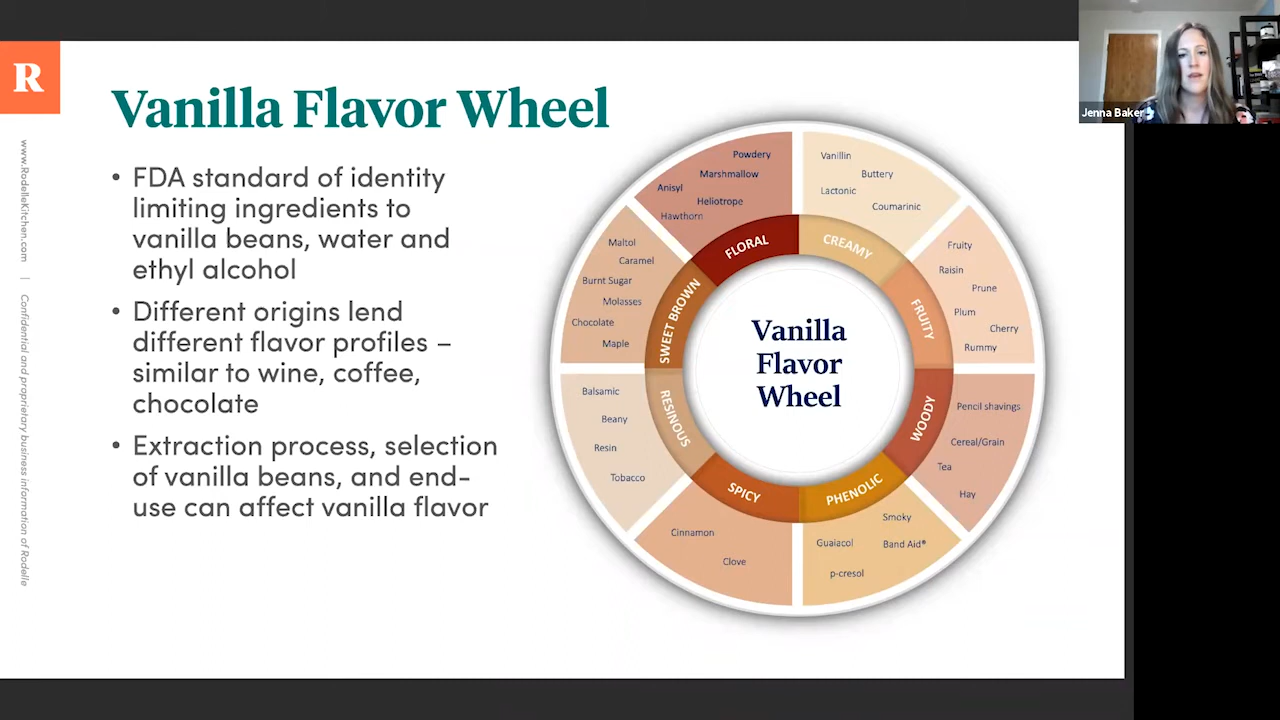 R
www.RodelleKitchen.com | Confidential and proprietary business information of Rodelle
Vanilla Flavor Wheel
• FDA standard of identity
limiting ingredients to
vanilla beans, water and
ethyl alcohol
• Different origins lend
different flavor profiles –
similar to wine, coffee,
chocolate
• Extraction process, selection
of vanilla beans, and end-
use can affect vanilla flavor
Vanilla
Flavor
Wheel
FLORAL
Powdery
Marshmallow
Anisyl
Heliotrope
Hawthorn
CREAMY
Vanillin
Buttery
Lactonic
Coumarinic
FRUITY
Fruity
Raisin
Prune
Plum
Cherry
Rummy
WOODY
Pencil shavings
Cereal/Grain
Tea
Hay
PHENOLIC
Smoky
Guaiacol
Band Aid®
p-cresol
SPICY
Cinnamon
Clove
RESINOUS
Balsamic
Beany
Resin
Tobacco
SWEET BROWN
Maltol
Caramel
Burnt Sugar
Molasses
Chocolate
Maple
Jenna Baker